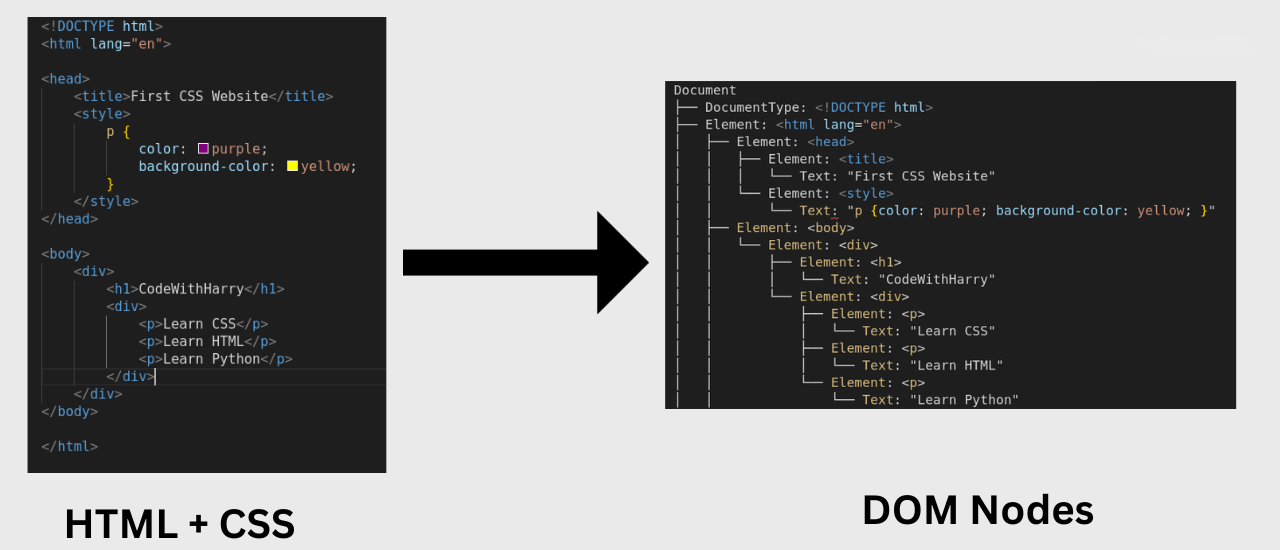 <!DOCTYPE html>
<html lang="en">
<head>
<title>First CSS Website</title>
<style>
p {
color: purple;
background-color: yellow;
}
</style>
</head>
<body>
<div>
<h1>CodeWithHarry</h1>
<div>
<p>Learn CSS</p>
<p>Learn HTML</p>
<p>Learn Python</p>
</div>
</div>
</body>
</html>
HTML + CSS
Document
├── DocumentType: <!DOCTYPE html>
├── Element: <html lang="en">
│   ├── Element: <head>
│   │   ├── Element: <title>
│   │   │   └── Text: "First CSS Website"
│   │   └── Element: <style>
│   │       └── Text: "p {color: purple; background-color: yellow; }"
│   ├── Element: <body>
│   │   └── Element: <div>
│   │       ├── Element: <h1>
│   │       │   └── Text: "CodeWithHarry"
│   │       └── Element: <div>
│   │           ├── Element: <p>
│   │           │   └── Text: "Learn CSS"
│   │           ├── Element: <p>
│   │           │   └── Text: "Learn HTML"
│   │           └── Element: <p>
│   │               └── Text: "Learn Python"
DOM Nodes